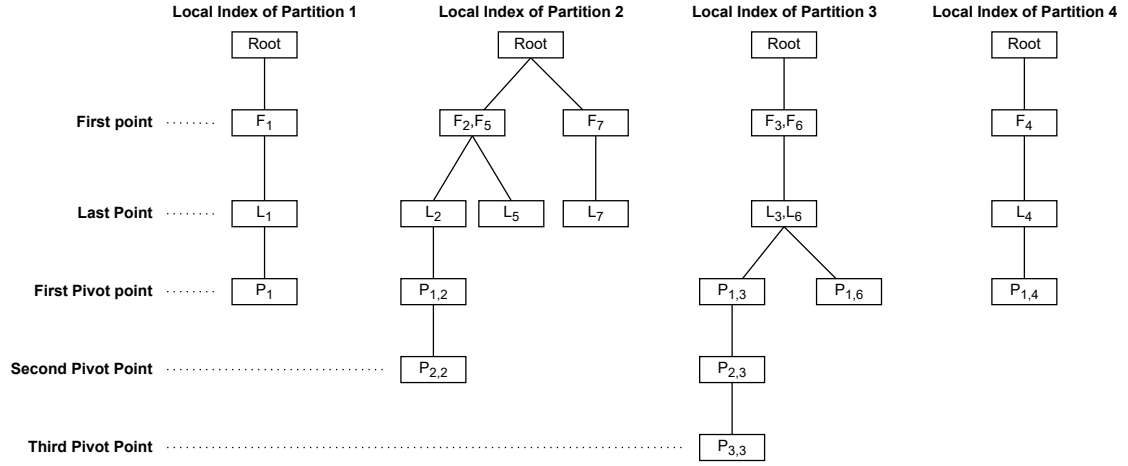 Local Index of Partition 1 Local Index of Partition 2 Local Index of Partition 3 Local Index of Partition 4
Root Root Root Root
First point F1 F2,F5 F7 F3,F6 F4
Last Point L1 L2 L5 L7 L3,L6 L4
First Pivot point P1 P1,2 P1,3 P1,6 P1,4
Second Pivot Point P2,2 P2,3
Third Pivot Point P3,3